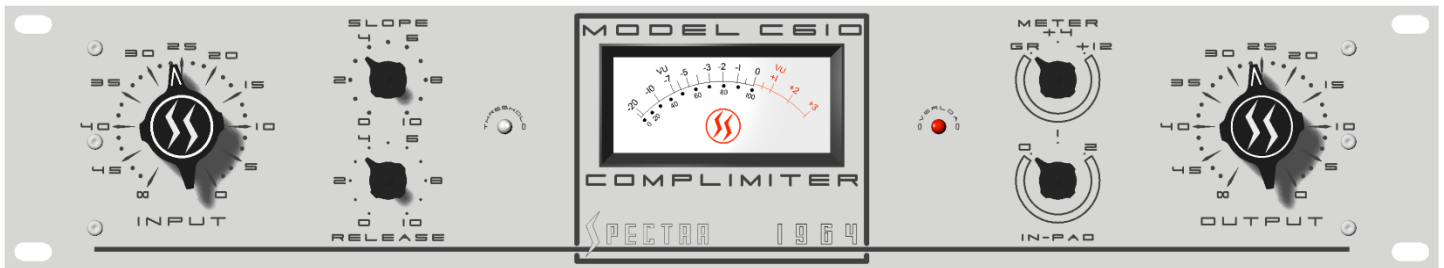 SLOPE
4 6
2 8
0 10
30 25 20
35 15
40 10
45 5
∞ 0
INPUT
4 6
2 8
0 10
RELEASE
THRESHOLD
MODEL C610
VU VU
-20 -10 -7 -5 -3 -2 -1 0 +1 +2 +3
0 20 40 60 80 100
COMPLIMITER
SPECTRA 1964
OVERLOAD
METER
+4
GR +12
1
0 2
IN-PAD
30 25 20
35 15
40 10
45 5
∞ 0
OUTPUT